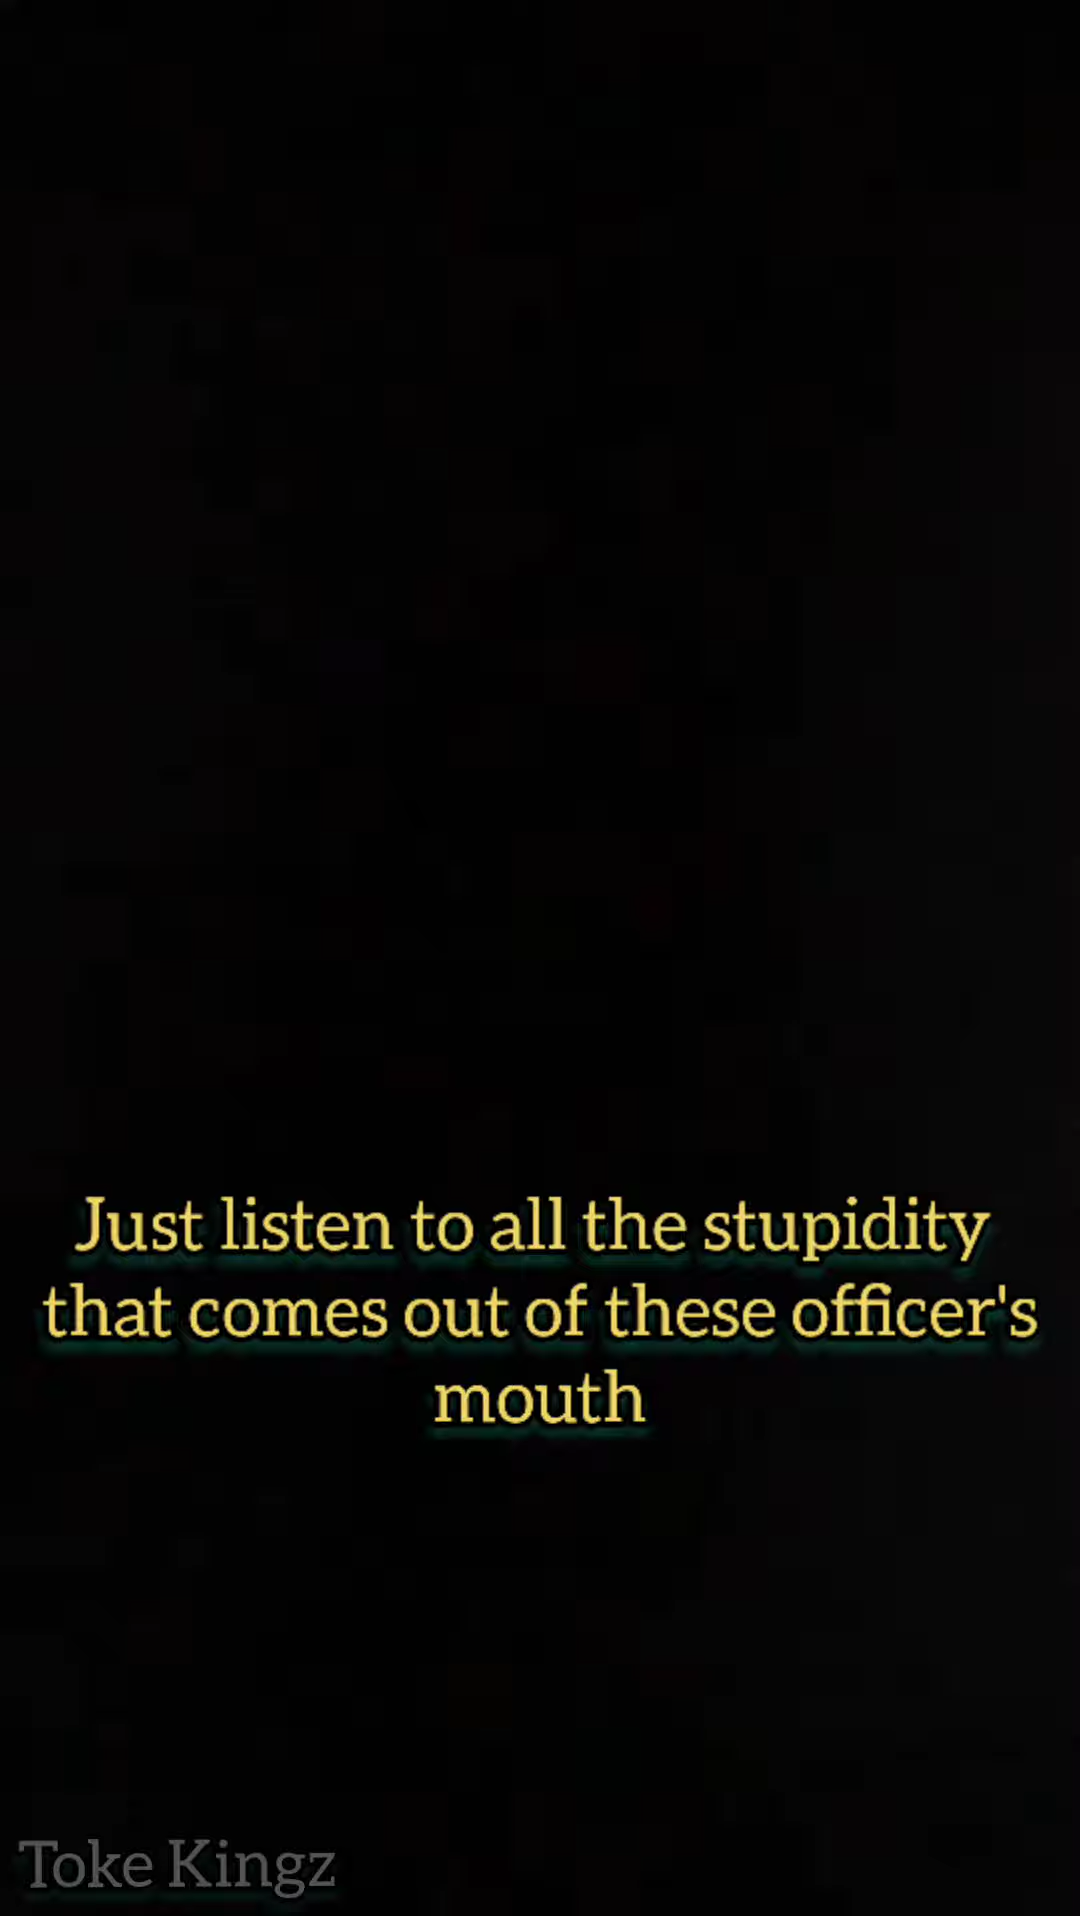 Just listen to all the stupidity
that comes out of these officer's
mouth
Toke Kingz